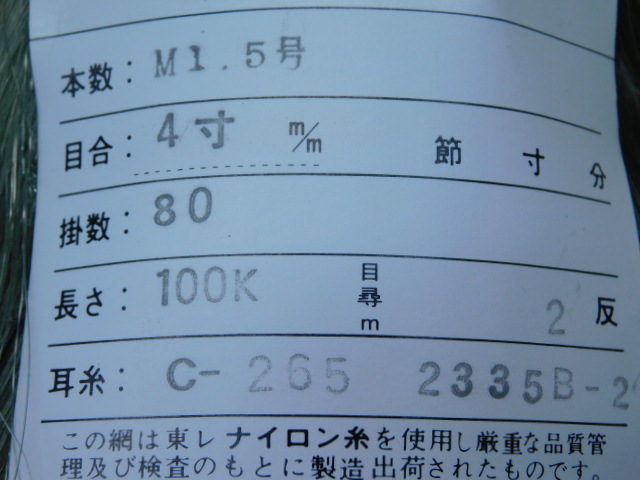 本数: M1.5号
目合: 4寸 m/m 節 寸 分
掛数: 80
長さ: 100K 目 尋 m 2 反
耳糸: C-265 2335B-2
この網は東レナイロン糸を使用し厳重な品質管
理及び検査のもとに製造出荷されたものです。